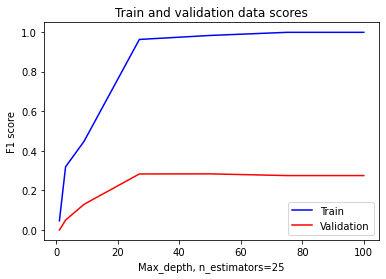 Train and validation data scores
F1 score
1.0
0.8
0.6
0.4
0.2
0.0
0
20
40
60
80
100
Train
Validation
Max_depth, n_estimators=25